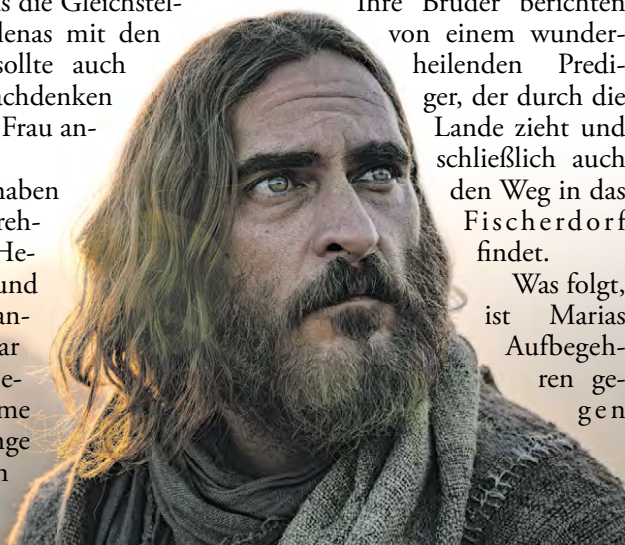 s die Gleichstel-
lenas mit den
sollte auch
chdenken
Frau an-
haben
reh-
He-
und
an-
ar
e-
me
nge
n
Ihre Brüder berichten
von einem wunder-
heilenden Predi-
ger, der durch die
Lande zieht und
schließlich auch
den Weg in das
Fischerdorf
findet.
Was folgt,
ist Marias
Aufbegeh-
ren ge-
gen